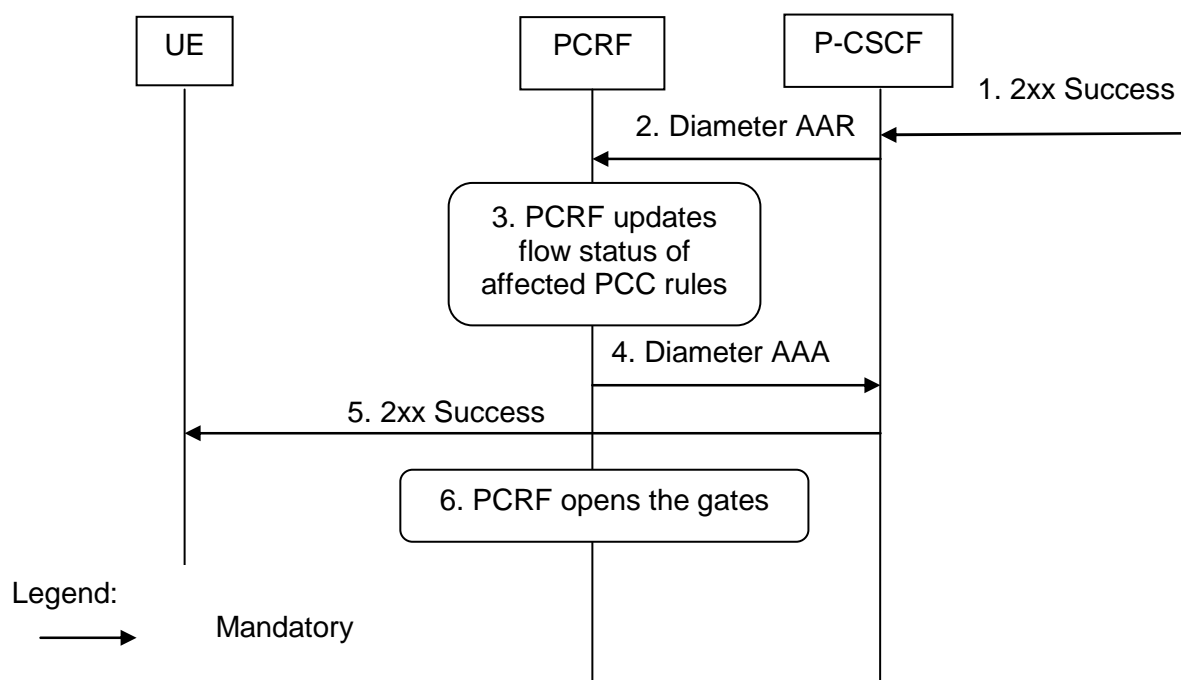 UE
PCRF
P-CSCF
1. 2xx Success
2. Diameter AAR
3. PCRF updates
flow status of
affected PCC rules
4. Diameter AAA
5. 2xx Success
6. PCRF opens the gates
Legend:
Mandatory